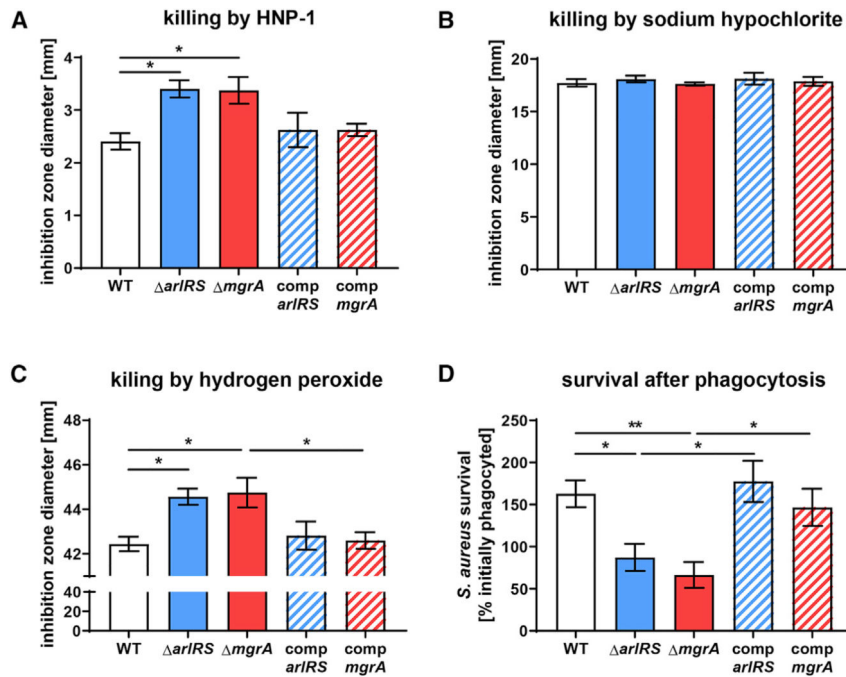 A
killing by HNP-1
inhibition zone diameter [mm]
4
3
2
1
0
*
*
WT
ΔarlRS
ΔmgrA
comp
arlRS
comp
mgrA
B
killing by sodium hypochlorite
inhibition zone diameter [mm]
20
15
10
5
0
WT
ΔarlRS
ΔmgrA
comp
arlRS
comp
mgrA
C
kiling by hydrogen peroxide
inhibition zone diameter [mm]
48
46
44
42
40
20
0
*
*
*
WT
ΔarlRS
ΔmgrA
comp
arlRS
comp
mgrA
D
survival after phagocytosis
S. aureus survival
[% initially phagocyted]
250
200
150
100
50
0
**
*
*
*
WT
ΔarlRS
ΔmgrA
comp
arlRS
comp
mgrA